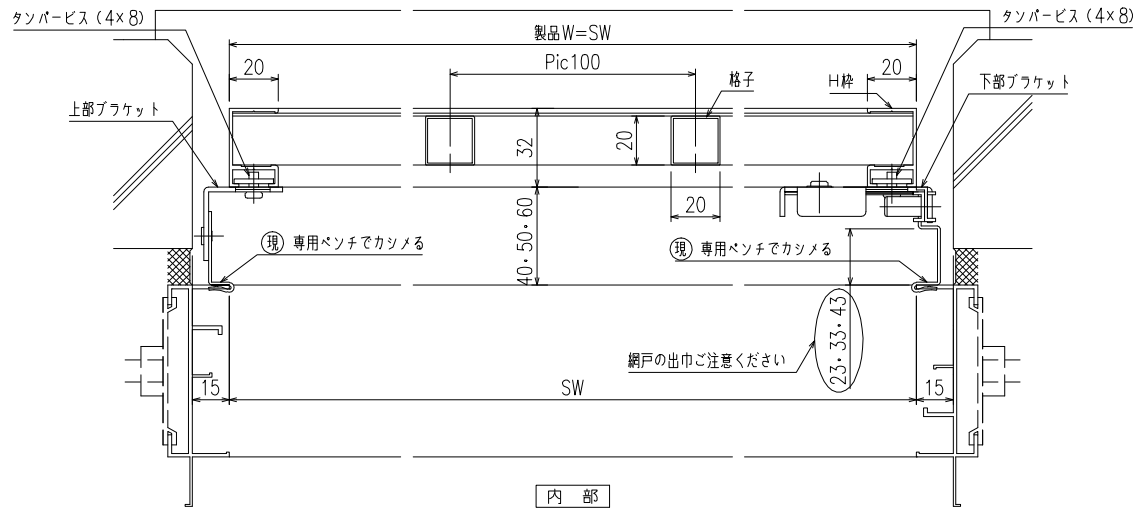 タンバービス（4×8）
タンバービス（4×8）
製品W=SW
20
Pic100
20
格子
H枠
上部ブラケット
下部ブラケット
32
20
20
40・50・60
現 専用ペンチでカシメる
現 専用ペンチでカシメる
23・33・43
網戸の出巾ご注意ください
15
SW
15
内 部